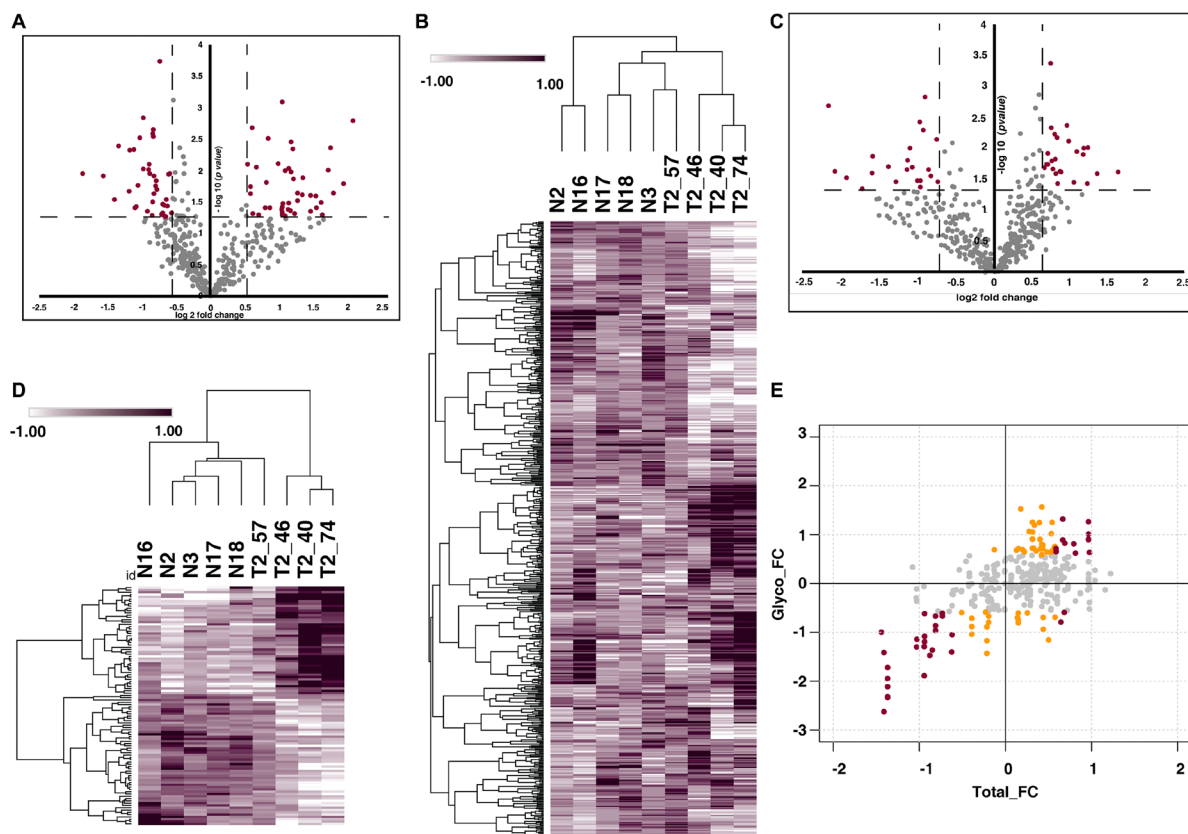 A
4
3.5
3
2.5
2
1.5
1
0.5
0
- log 10 (p value)
-2.5 -2 -1.5 -1 -0.5 0 0.5 1 1.5 2 2.5
log 2 fold change
B
-1.00 1.00
N2 N16 N17 N18 N3 T2_57 T2_46 T2_40 T2_74
C
4
3.5
3
2.5
2
1.5
1
0.5
-log 10 (pvalue)
-2.5 -2 -1.5 -1 -0.5 0 0.5 1 1.5 2 2.5
log2 fold change
D
-1.00 1.00
id N16 N2 N3 N17 N18 T2_57 T2_46 T2_40 T2_74
E
3
2
1
0
-1
-2
-3
Glyco_FC
-2 -1 0 1 2
Total_FC